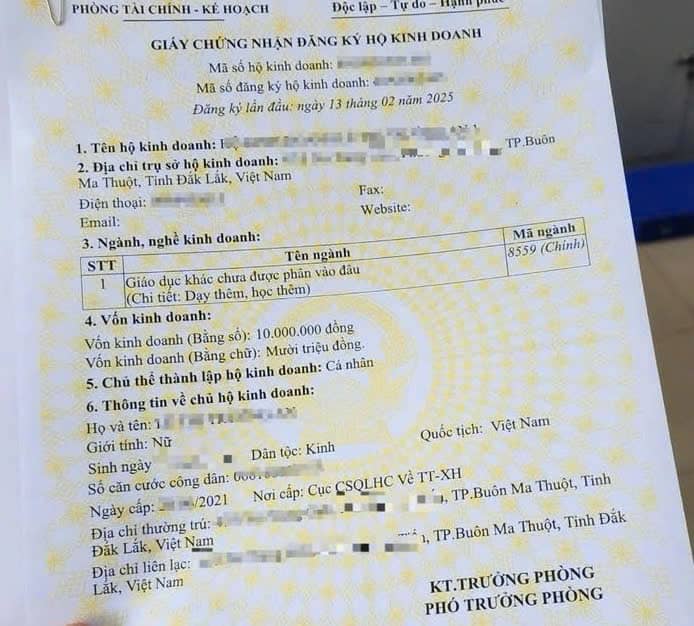 PHÒNG TÀI CHÍNH - KẾ HOẠCH
Độc lập – Tự do – Hạnh phúc
GIẤY CHỨNG NHẬN ĐĂNG KÝ HỘ KINH DOANH
Mã số hộ kinh doanh:
Mã số đăng ký hộ kinh doanh:
Đăng ký lần đầu: ngày 13 tháng 02 năm 2025
1. Tên hộ kinh doanh:
2. Địa chỉ trụ sở hộ kinh doanh: TP.Buôn
Ma Thuột, Tỉnh Đắk Lắk, Việt Nam
Điện thoại: Fax:
Email: Website:
3. Ngành, nghề kinh doanh:
STT Tên ngành Mã ngành
1 Giáo dục khác chưa được phân vào đâu 8559 (Chính)
(Chi tiết: Dạy thêm, học thêm)
4. Vốn kinh doanh:
Vốn kinh doanh (Bằng số): 10.000.000 đồng
Vốn kinh doanh (Bằng chữ): Mười triệu đồng.
5. Chủ thể thành lập hộ kinh doanh: Cá nhân
6. Thông tin về chủ hộ kinh doanh:
Họ và tên:
Giới tính: Nữ
Sinh ngày Dân tộc: Kinh Quốc tịch: Việt Nam
Số căn cước công dân:
Ngày cấp: /2021 Nơi cấp: Cục CSQLHC Về TT-XH
Địa chỉ thường trú: , TP.Buôn Ma Thuột, Tỉnh
Đắk Lắk, Việt Nam
Địa chỉ liên lạc: , TP.Buôn Ma Thuột, Tỉnh Đắk
Lắk, Việt Nam
KT.TRƯỞNG PHÒNG
PHÓ TRƯỞNG PHÒNG